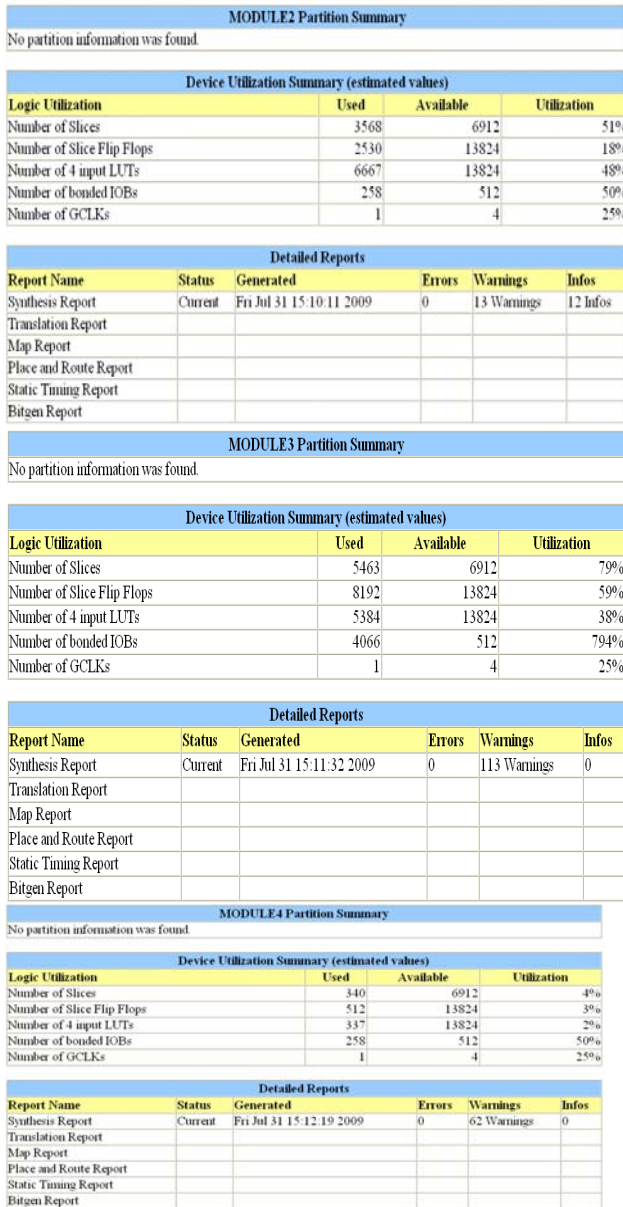 MODULE2 Partition Summary
No partition information was found.
Device Utilization Summary (estimated values)
Logic Utilization Used Available Utilization
Number of Slices 3568 6912 51%
Number of Slice Flip Flops 2530 13824 18%
Number of 4 input LUTs 6667 13824 48%
Number of bonded IOBs 258 512 50%
Number of GCLKs 1 4 25%
Detailed Reports
Report Name Status Generated Errors Warnings Infos
Synthesis Report Current Fri Jul 31 15:10:11 2009 0 13 Warnings 12 Infos
Translation Report
Map Report
Place and Route Report
Static Timing Report
Bitgen Report
MODULE3 Partition Summary
No partition information was found.
Device Utilization Summary (estimated values)
Logic Utilization Used Available Utilization
Number of Slices 5463 6912 79%
Number of Slice Flip Flops 8192 13824 59%
Number of 4 input LUTs 5384 13824 38%
Number of bonded IOBs 4066 512 794%
Number of GCLKs 1 4 25%
Detailed Reports
Report Name Status Generated Errors Warnings Infos
Synthesis Report Current Fri Jul 31 15:11:32 2009 0 113 Warnings 0
Translation Report
Map Report
Place and Route Report
Static Timing Report
Bitgen Report
MODULE4 Partition Summary
No partition information was found.
Device Utilization Summary (estimated values)
Logic Utilization Used Available Utilization
Number of Slices 340 6912 4%
Number of Slice Flip Flops 512 13824 3%
Number of 4 input LUTs 337 13824 2%
Number of bonded IOBs 258 512 50%
Number of GCLKs 1 4 25%
Detailed Reports
Report Name Status Generated Errors Warnings Infos
Synthesis Report Current Fri Jul 31 15:12:19 2009 0 62 Warnings 0
Translation Report
Map Report
Place and Route Report
Static Timing Report
Bitgen Report